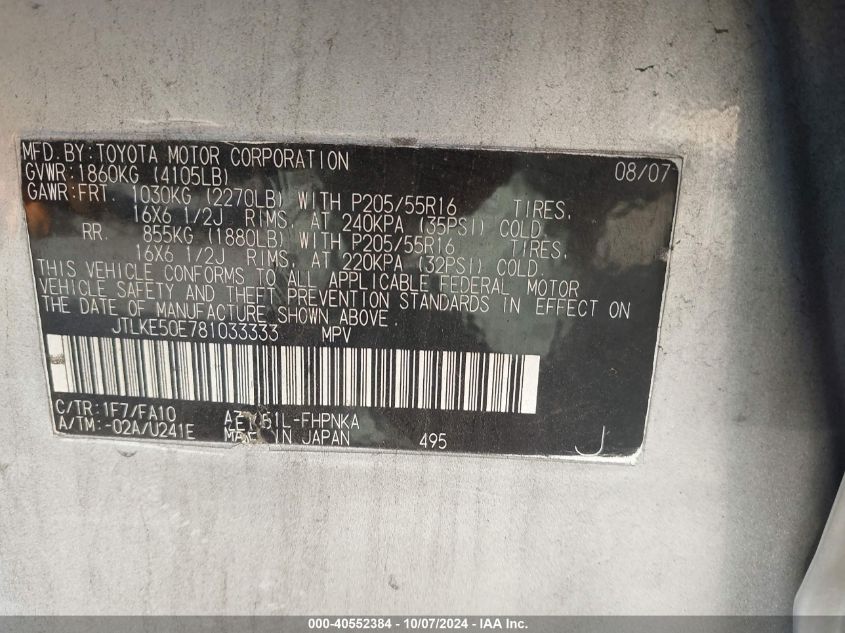 MFD.BY:TOYOTA MOTOR CORPORATION 08/07
GVWR:1860KG (4105LB)
GAWR:FRT. 1030KG (2270LB) WITH P205/55R16 TIRES,
16X6 1/2J RIMS, AT 240KPA (35PSI) COLD.
RR. 855KG (1880LB) WITH P205/55R16 TIRES,
16X6 1/2J RIMS, AT 220KPA (32PSI) COLD.
THIS VEHICLE CONFORMS TO ALL APPLICABLE FEDERAL MOTOR
VEHICLE SAFETY AND THEFT PREVENTION STANDARDS IN EFFECT ON
THE DATE OF MANUFACTURE SHOWN ABOVE.
JTLKE50E781033333 MPV
C/TR:1F7/FA10
A/TM:-02A/U241E
MADE IN JAPAN 495 J
000-40552384 - 10/07/2024 - IAA Inc.